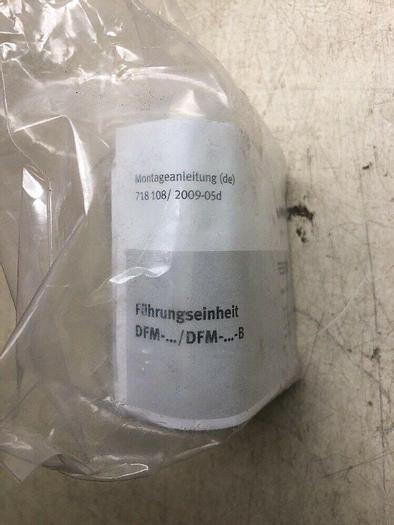 Montageanleitung (de)
718 108/ 2009-05d
Führungseinheit
DFM-.../DFM-...-B